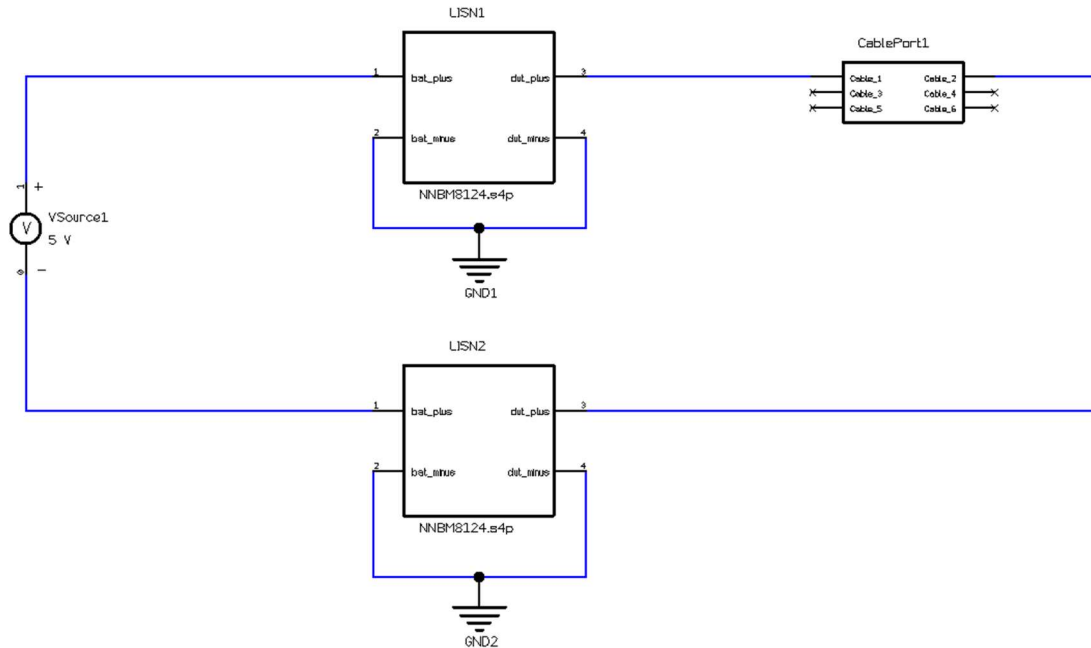 LISN1
1 bat_plus dut_plus 3
2 bat_minus dut_minus 4
NNBM8124.s4p
GND1
CablePort1
Cable_1 Cable_2
Cable_3 Cable_4
Cable_5 Cable_6
1 +
V VSource1
5 V
0 −
LISN2
1 bat_plus dut_plus 3
2 bat_minus dut_minus 4
NNBM8124.s4p
GND2